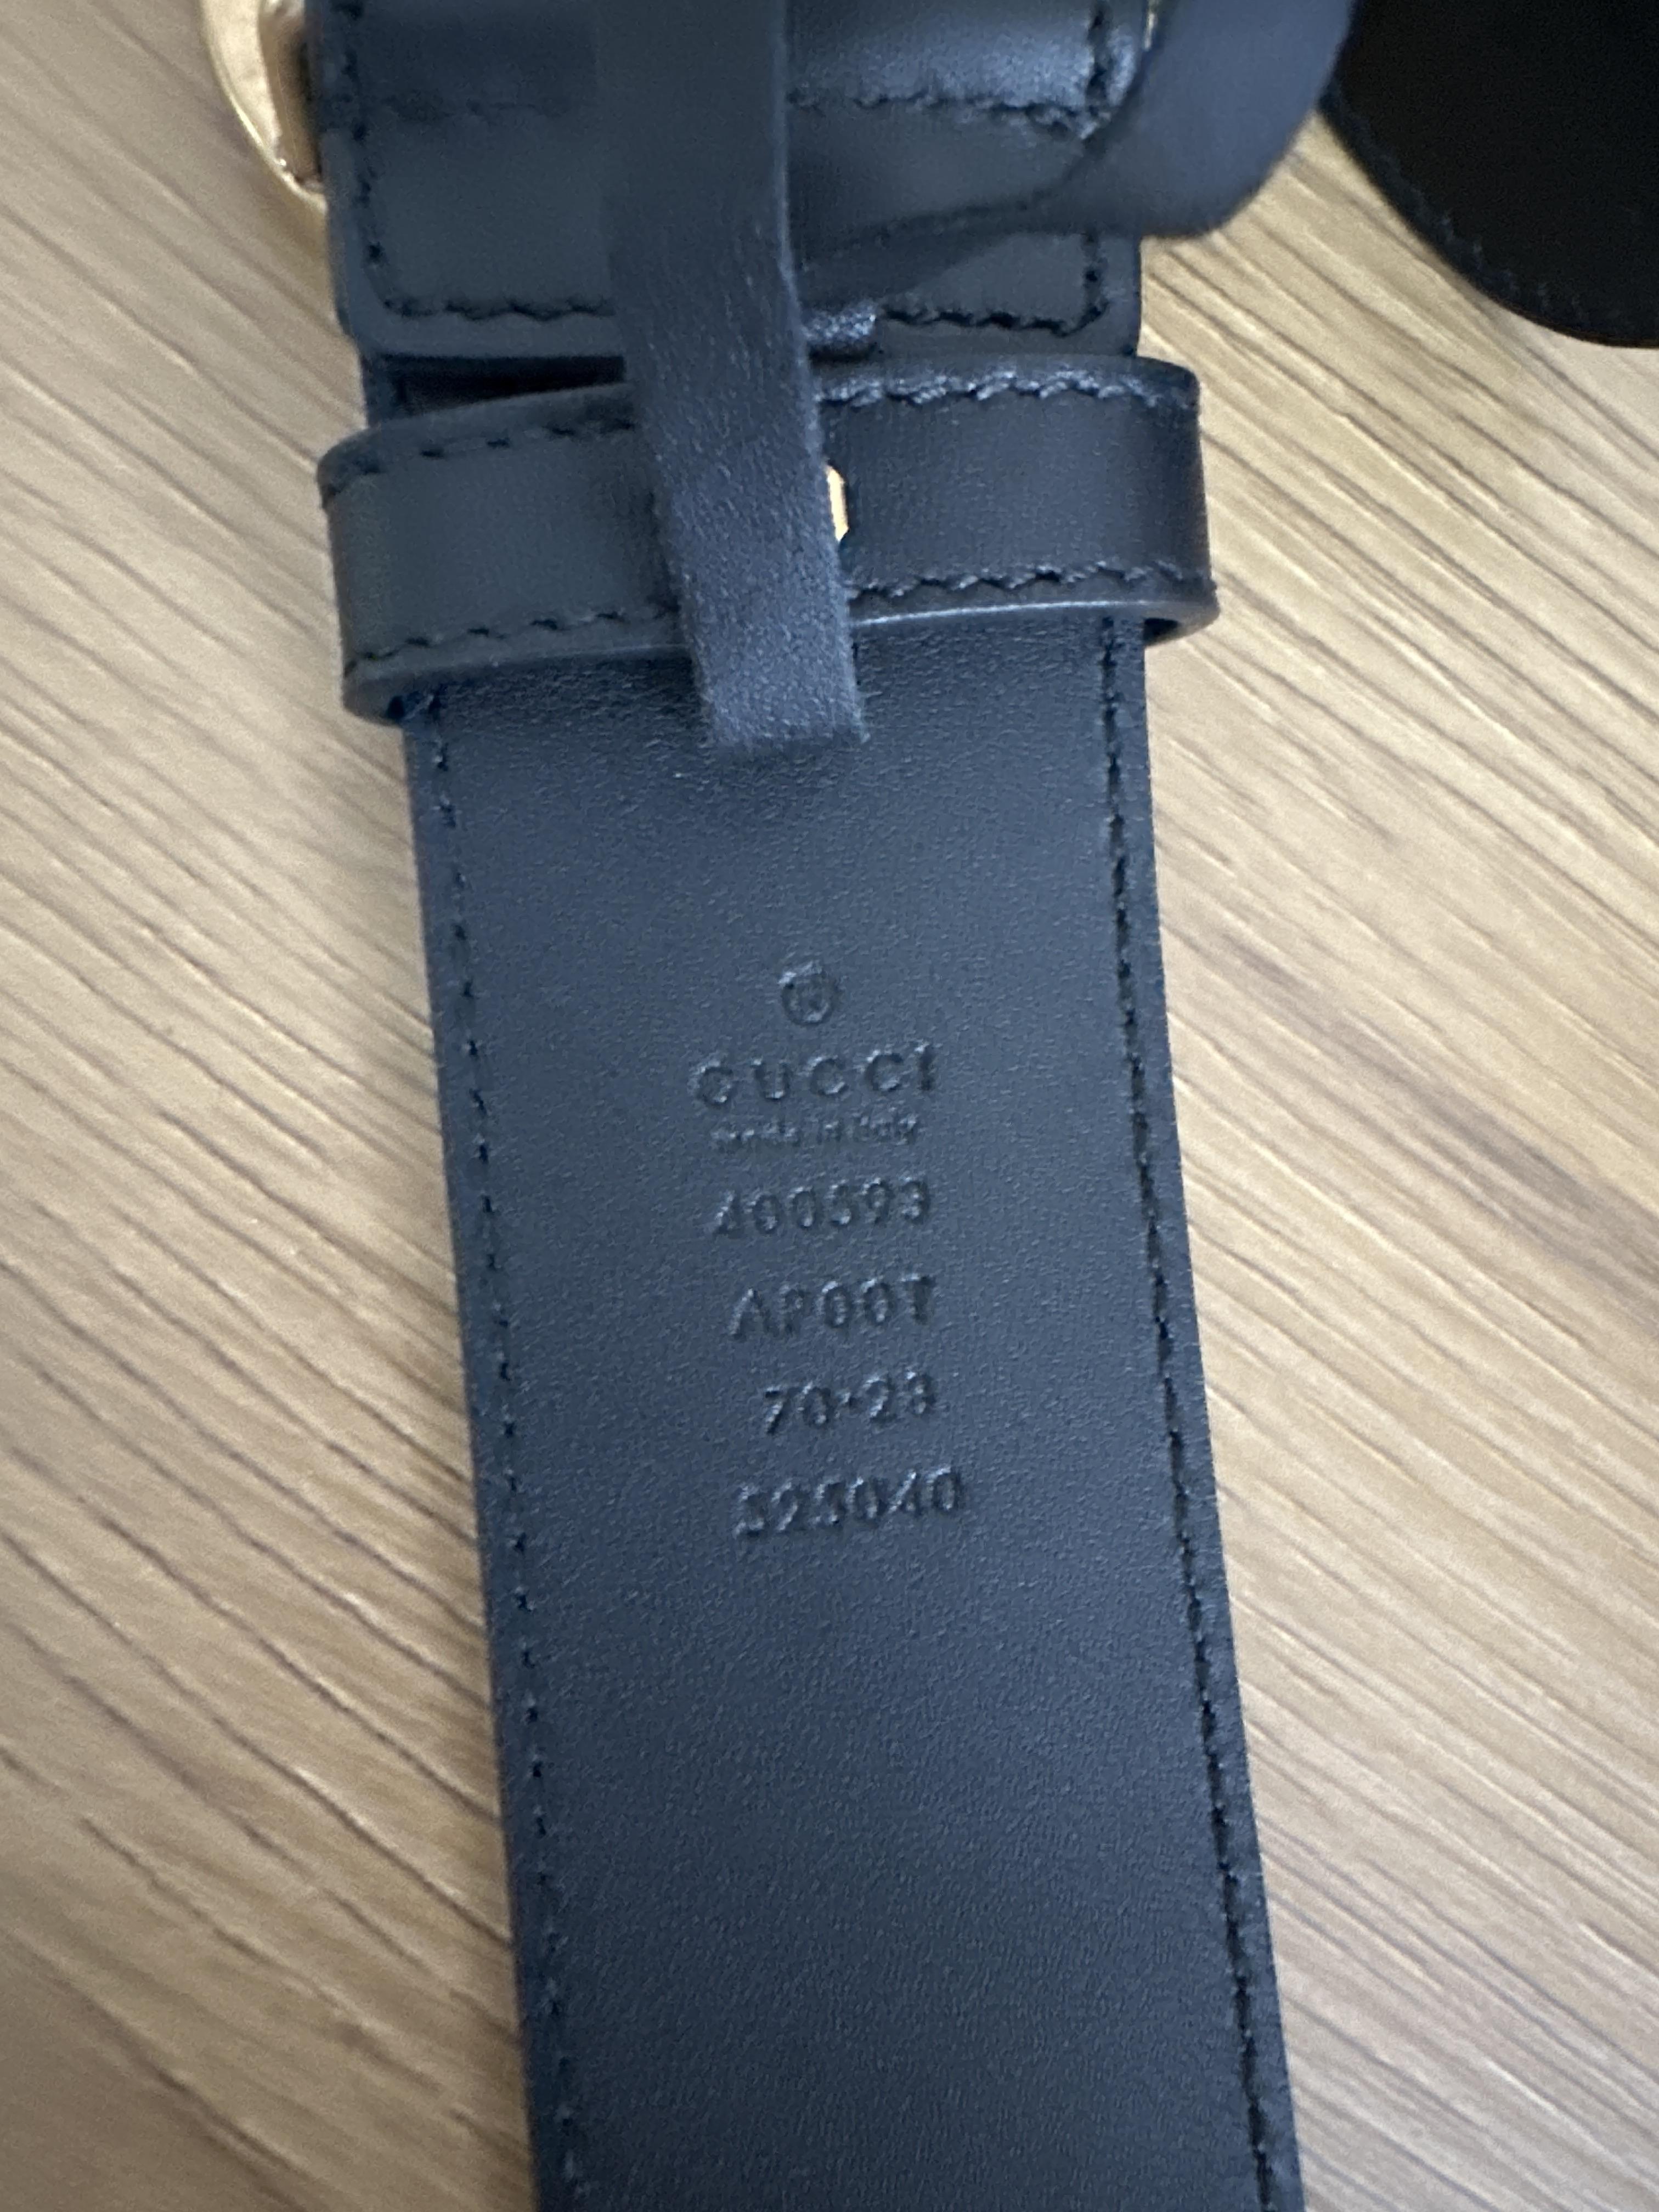 ®
GUCCI
made in Italy
400593
AP00T
70·28
525040